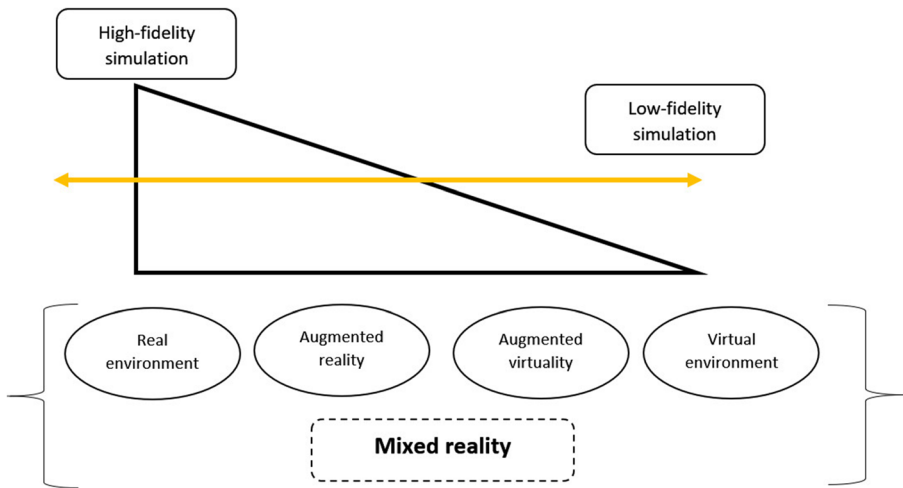 High-fidelity
simulation
Low-fidelity
simulation
Real
environment
Augmented
reality
Augmented
virtuality
Virtual
environment
Mixed reality